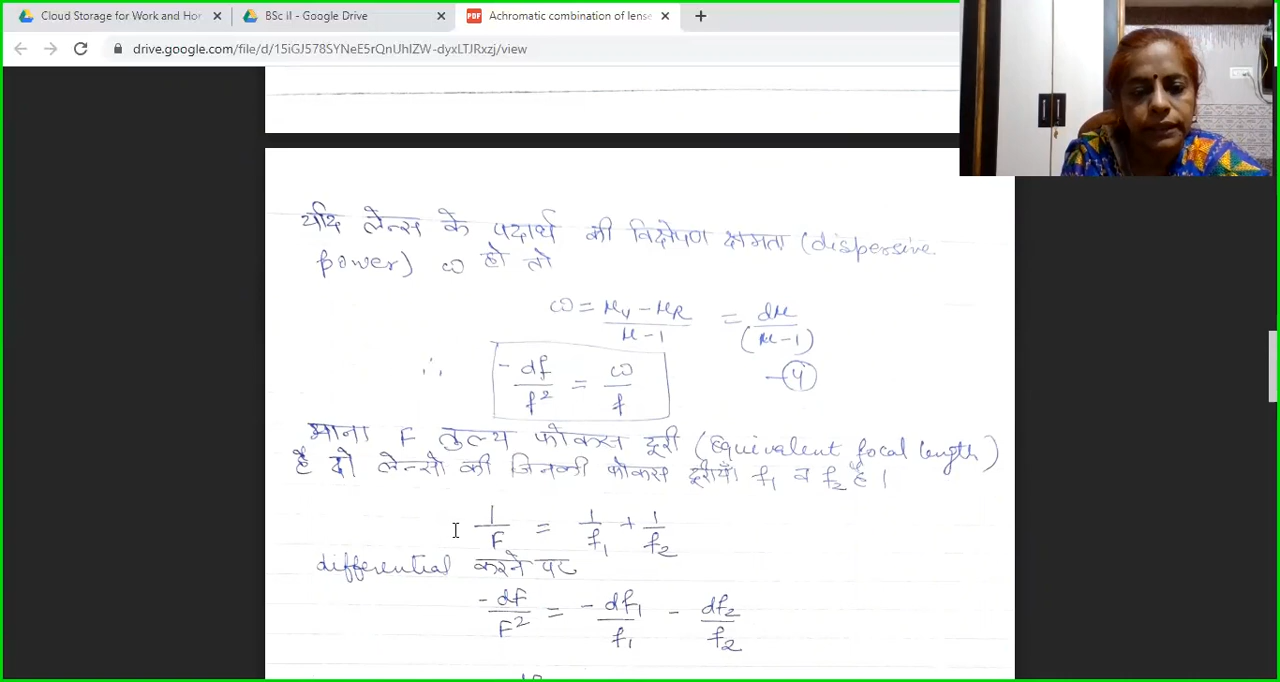 Cloud Storage for Work and Hor
BSc iI - Google Drive
Achromatic combination of lense
drive.google.com/file/d/15iGJ578SYNeE5rQnUhIZW-dyxLTJRxzj/view
यदि लेन्स के पदार्थ की विक्षेपण क्षमता (dispersive
power) ω हो तो
ω = μv - μR / μ-1 = dμ / (μ-1)
∴ -df/f² = ω/f -(4)
माना F तुल्य फोकस दूरी (Equivalent focal length)
है दो लेन्सो की जिनकी फोकस दूरीयाँ f₁ व f₂ है।
1/F = 1/f₁ + 1/f₂
differential करने पर
-dF/F² = -df₁/f₁ - df₂/f₂